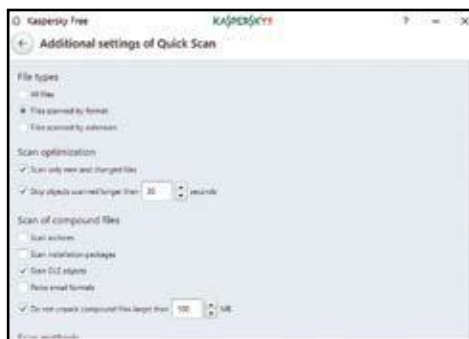 Kaspersky Free
KASPERSKY
?
Additional settings of Quick Scan
File types
All files
Files scanned by format
Files scanned by extension
Scan optimization
Scan only new and changed files
Skip objects scanned longer than 30 seconds
Scan of compound files
Scan archives
Scan installation packages
Scan OLE objects
Parse email formats
Do not unpack compound files larger than 500 MB
Scan methods